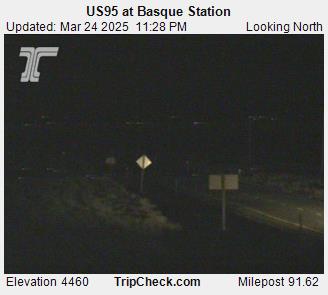 US95 at Basque Station
Updated: Mar 24 2025 11:28 PM Looking North
Elevation 4460 TripCheck.com Milepost 91.62